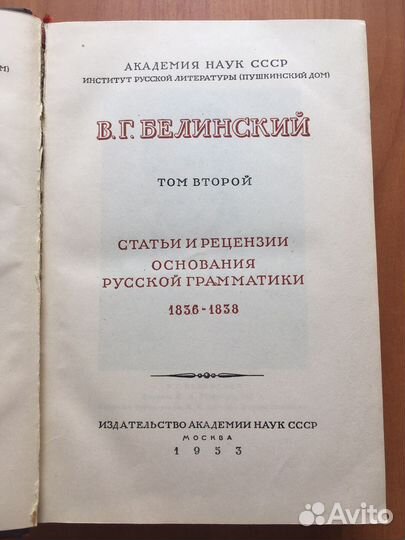 М)
АКАДЕМИЯ НАУК СССР
ИНСТИТУТ РУССКОЙ ЛИТЕРАТУРЫ (ПУШКИНСКИЙ ДОМ)
В. Г. БЕЛИНСКИЙ
ТОМ ВТОРОЙ
СТАТЬИ И РЕЦЕНЗИИ
ОСНОВАНИЯ
РУССКОЙ ГРАММАТИКИ
1836-1838
ИЗДАТЕЛЬСТВО АКАДЕМИИ НАУК СССР
МОСКВА
1953
Avito